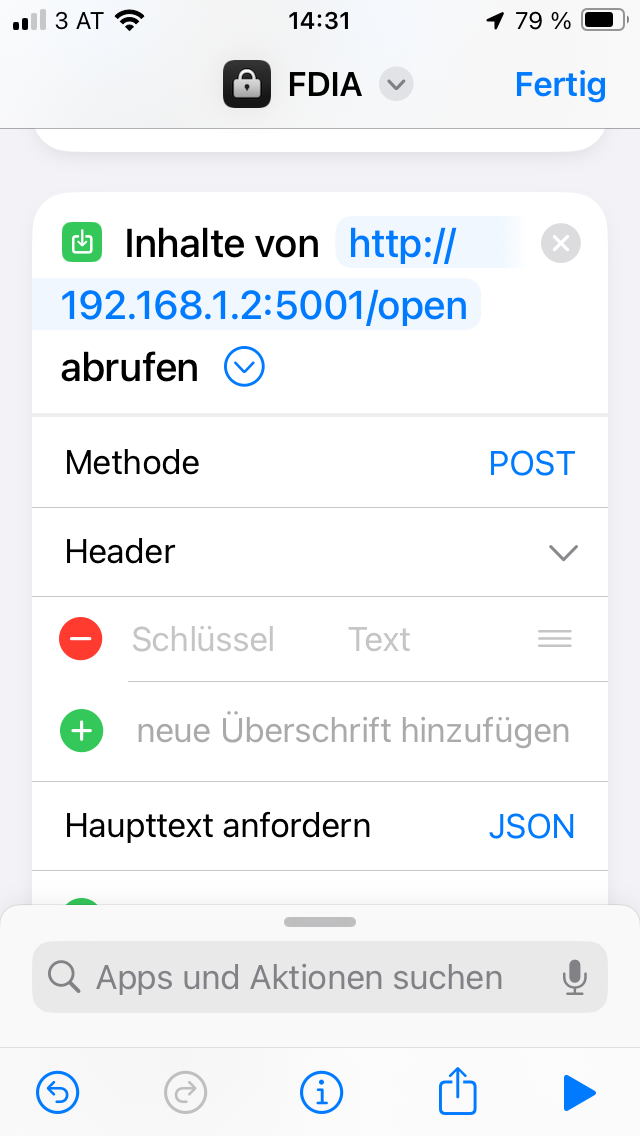 3 AT 14:31 79 %
FDIA Fertig
Inhalte von http://
192.168.1.2:5001/open
abrufen
Methode POST
Header
Schlüssel Text
neue Überschrift hinzufügen
Haupttext anfordern JSON
Apps und Aktionen suchen